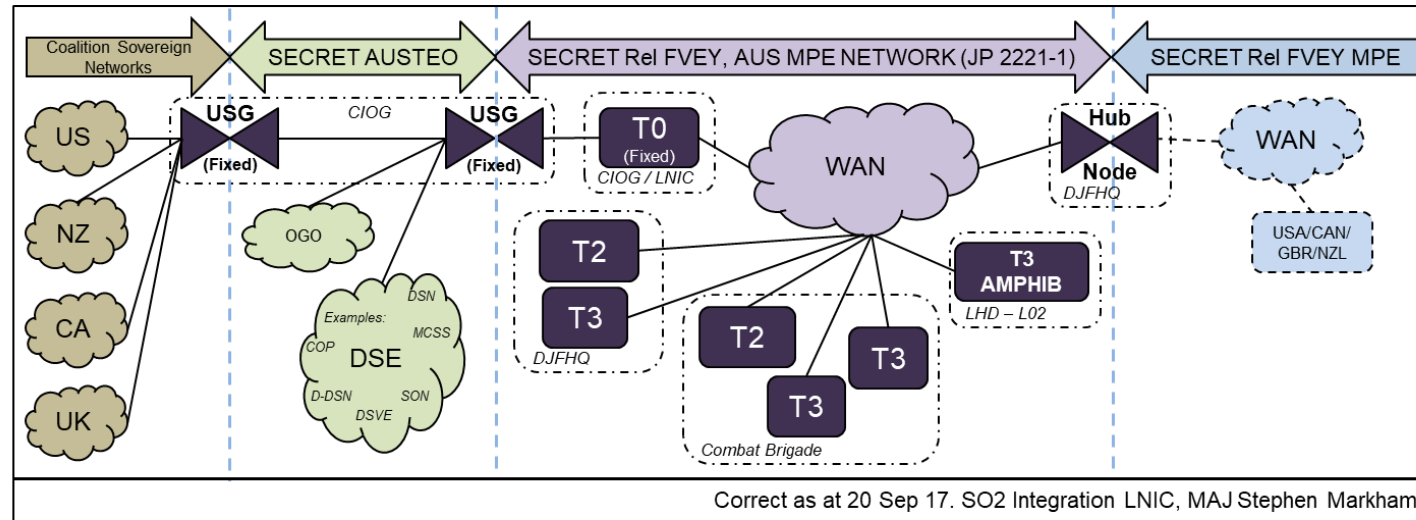 Coalition Sovereign
Networks
SECRET AUSTEO
SECRET Rel FVEY, AUS MPE NETWORK (JP 2221-1)
SECRET Rel FVEY MPE
US
NZ
CA
UK
USG
(Fixed)
CIOG
USG
(Fixed)
OGO
DSN
Examples:
MCSS
COP
DSE
D-DSN
SON
DSVE
T0
(Fixed)
CIOG / LNIC
WAN
T2
T3
DJFHQ
T2
T3
T3
Combat Brigade
T3
AMPHIB
LHD – L02
Hub
Node
DJFHQ
WAN
USA/CAN/
GBR/NZL
Correct as at 20 Sep 17. SO2 Integration LNIC, MAJ Stephen Markham